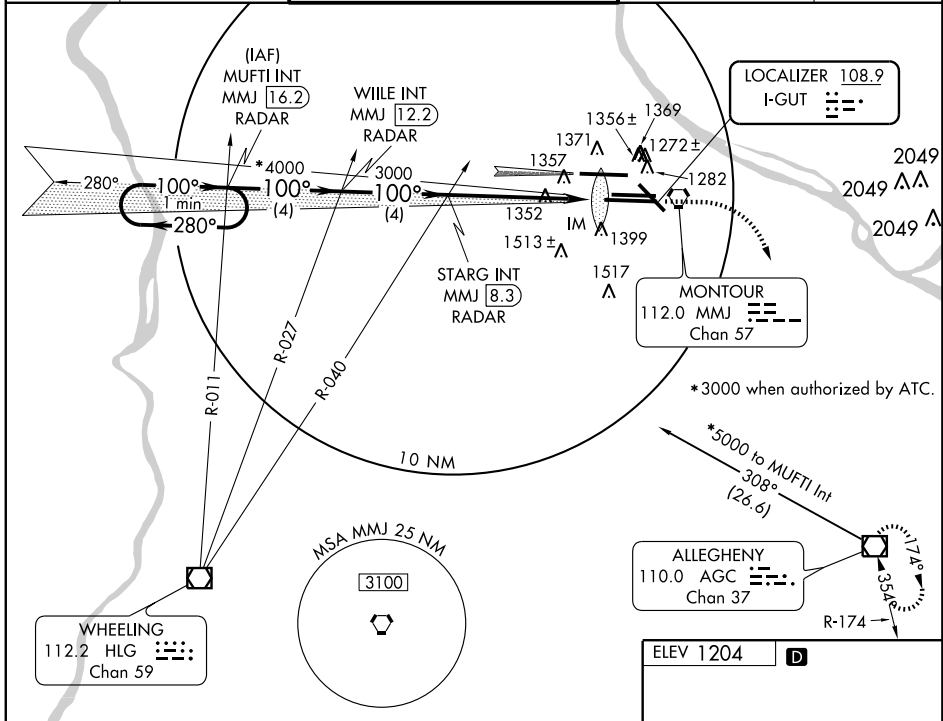 (IAF)
MUFTI INT
MMJ 16.2
RADAR
WIILE INT
MMJ 12.2
RADAR
LOCALIZER 108.9
I-GUT
1356 ±
1369
1371
1272 ±
1357
1282
2049
2049
2049
*4000
3000
280°
100°
100°
100°
1 min
(4)
(4)
280°
1352
IM
1399
1513 ±
1517
STARG INT
MMJ 8.3
RADAR
MONTOUR
112.0 MMJ
Chan 57
R-011
R-027
R-040
*3000 when authorized by ATC.
10 NM
*5000 to MUFTI Int
308°
(26.6)
MSA MMJ 25 NM
3100
ALLEGHENY
110.0 AGC
Chan 37
174°
354°
R-174
WHEELING
112.2 HLG
Chan 59
ELEV 1204 D